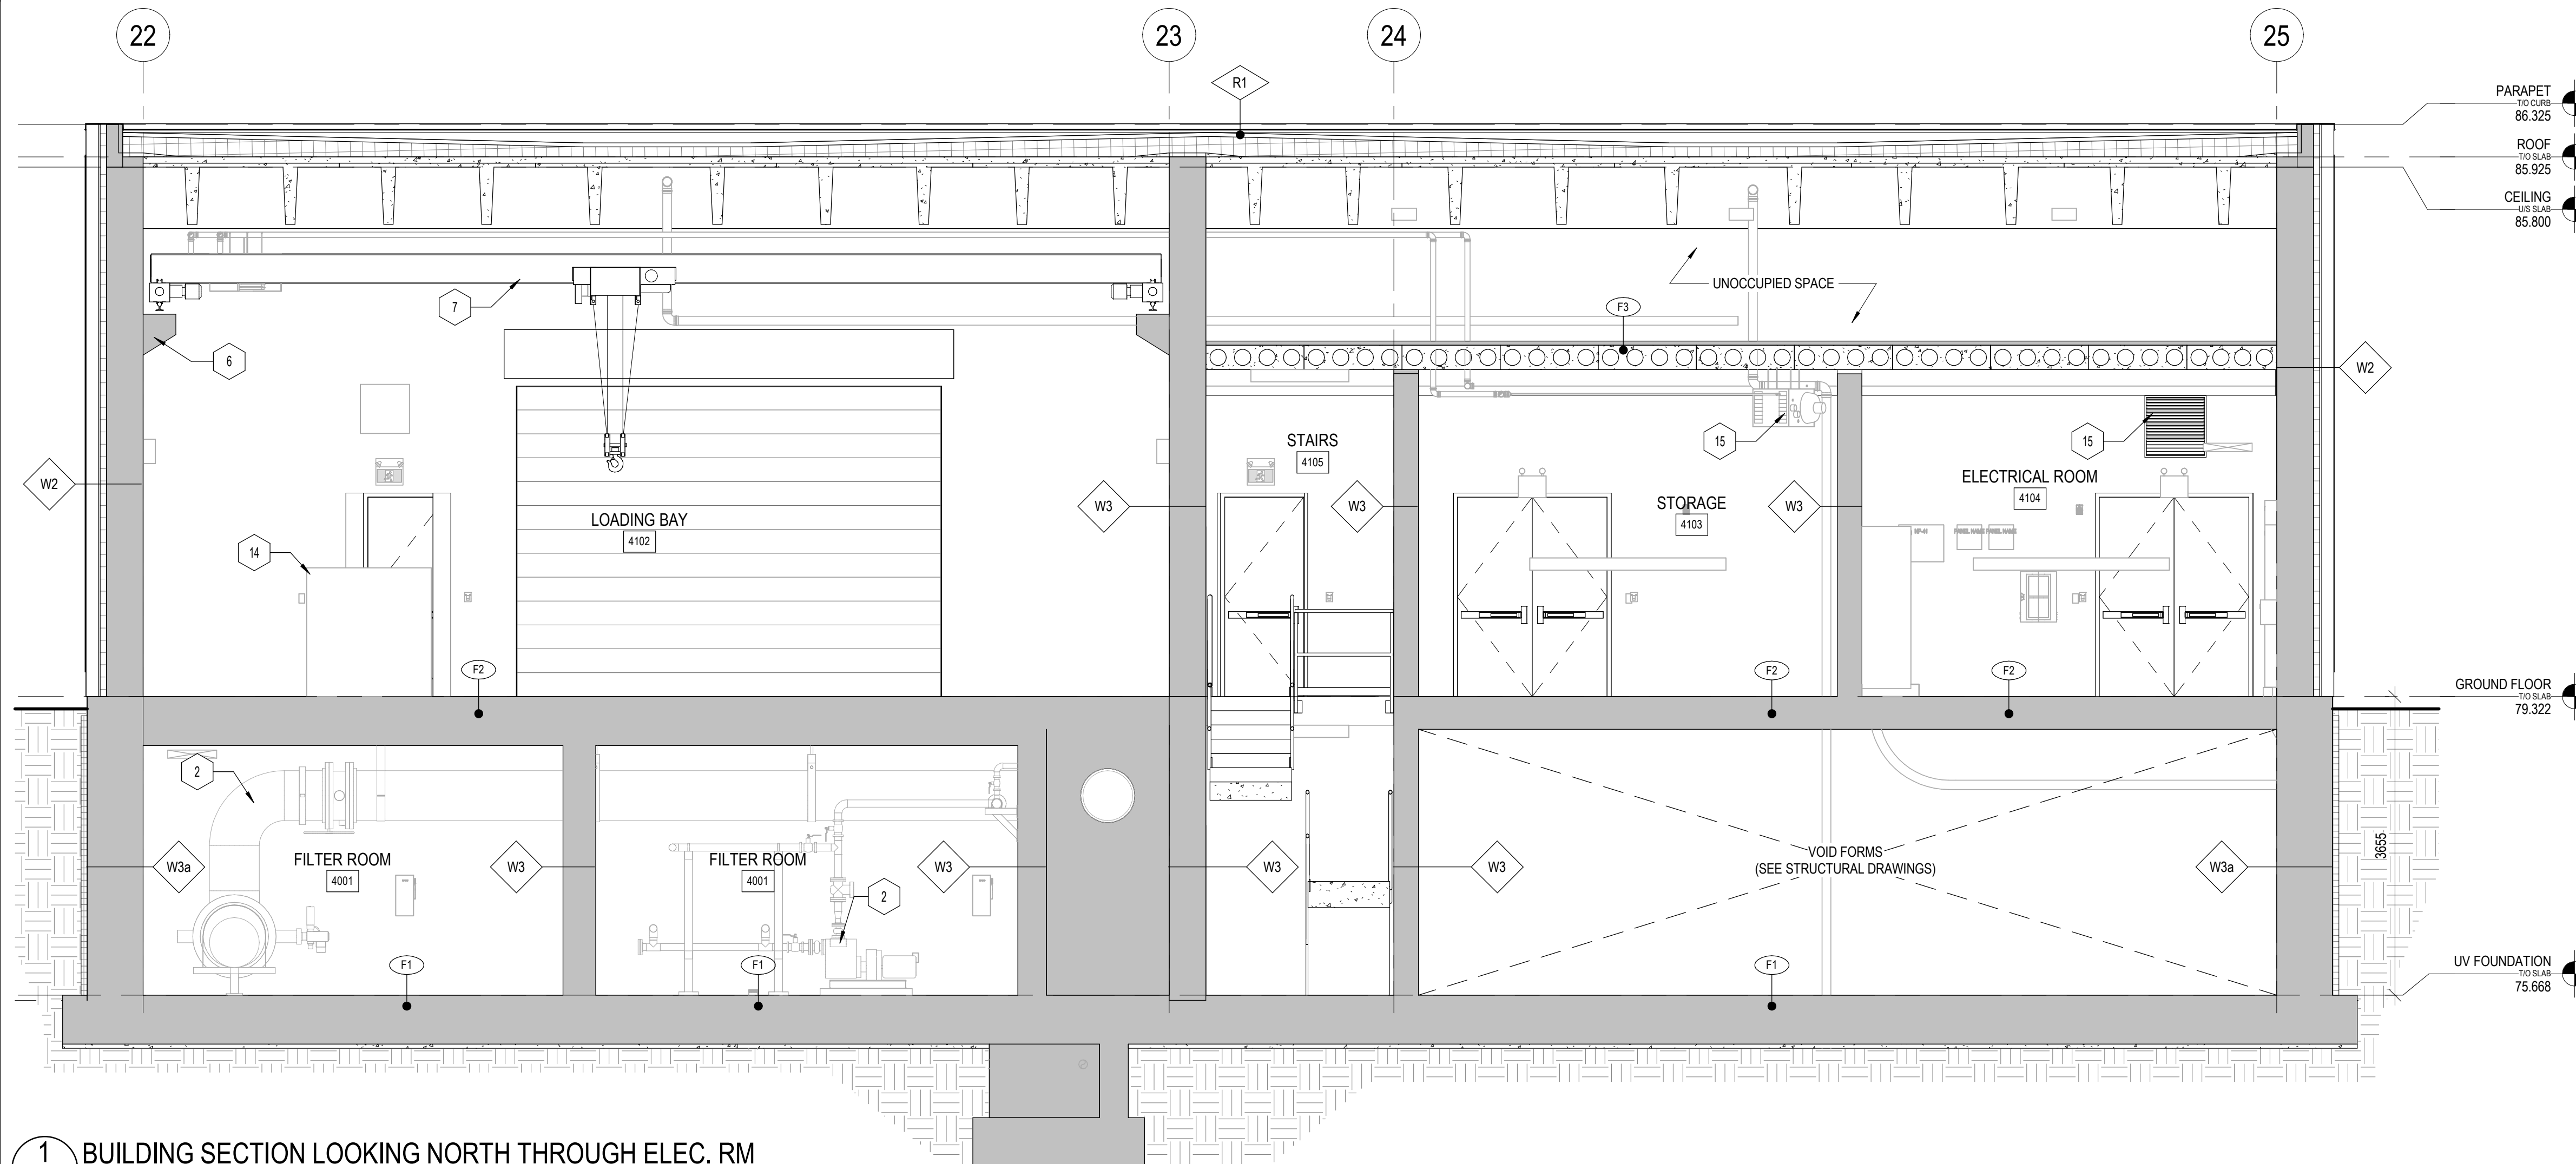 22
23
24
25
R1
PARAPET
T/O CURB
86.325
ROOF
T/O SLAB
85.925
CEILING
U/S SLAB
85.800
7
UNOCCUPIED SPACE
F3
6
W2
15
15
STAIRS
4105
ELECTRICAL ROOM
4104
W2
W3
W3
STORAGE
4103
W3
LOADING BAY
4102
14
PANEL NAME
PANEL NAME
F2
F2
F2
GROUND FLOOR
T/O SLAB
79.322
2
3655
FILTER ROOM
4001
FILTER ROOM
4001
W3a
W3
W3
W3
W3
VOID FORMS
(SEE STRUCTURAL DRAWINGS)
W3a
2
F1
F1
F1
UV FOUNDATION
T/O SLAB
75.668
1
BUILDING SECTION LOOKING NORTH THROUGH ELEC. RM